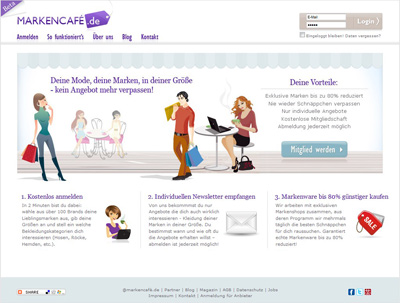 Beta
MARKENCAFÉ.de
E-Mail
Login
Eingeloggt bleiben? Daten vergessen?
Anmelden So funktioniert's Über uns Blog Kontakt
Deine Mode, deine Marken, in deiner Größe
- kein Angebot mehr verpassen!
Deine Vorteile:
Exklusive Marken bis zu 80% reduziert
Nie wieder Schnäppchen verpassen
Nur individuelle Angebote
Kostenlose Mitgliedschaft
Abmeldung jederzeit möglich
Mitglied werden
1. Kostenlos anmelden
In 2 Minuten bist du dabei:
wähle aus über 100 Brands deine
Lieblingsmarken aus, gib deine
Größen an und stell ein welche
Bekleidungskategorien dich
interessieren (Hosen, Röcke,
Hemden, etc.).
2. Individuellen Newsletter empfangen
Von uns bekommst du nur
Angebote die dich auch wirklich
interessieren - Kleidung deiner
Marken in deiner Größe. Du
bestimmst wann und wie oft du
Angebote erhalten willst -
abmelden ist jederzeit möglich!
3. Markenware bis 80% günstiger kaufen
Wir arbeiten mit exklusiven
Markenshops zusammen, aus
deren Programm wir mehrmals
täglich die besten Schnäppchen
für dich raussuchen. Garantiert
echte Markenware bis zu 80%
reduziert!
SALE
SHARE
@markencafé.de | Partner | Blog | Magazin | AGB | Datenschutz | Jobs
Impressum | Kontakt | Anmeldung für Anbieter